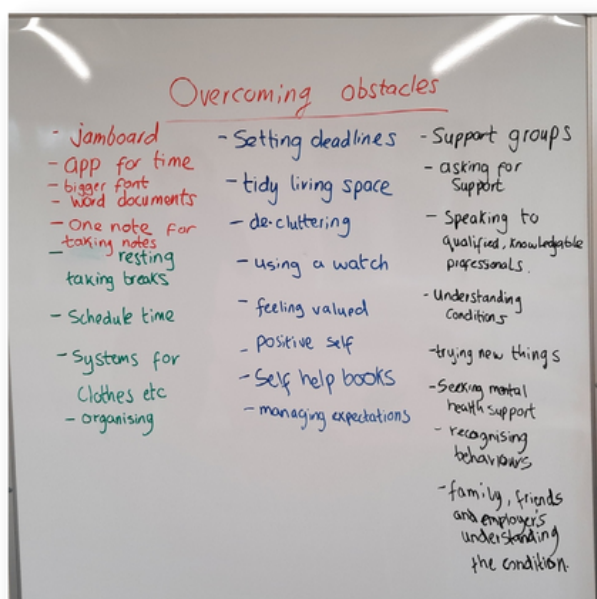 Overcoming obstacles
- jamboard
- app for time
- bigger font
- word documents
- One note for
taking notes
- resting
taking breaks
- Schedule time
- Systems for
Clothes etc
- organising
- Setting deadlines
- tidy living space
- de-cluttering
- using a watch
- feeling valued
- positive self
- Self help books
- managing expectations
- Support groups
- asking for
Support
- Speaking to
qualified, knowledgable
professionals.
- Understanding
Conditions
- trying new things
- Seeking mental
health support
- recognising
behaviours
- family, friends
and employer's
understanding
the condition.